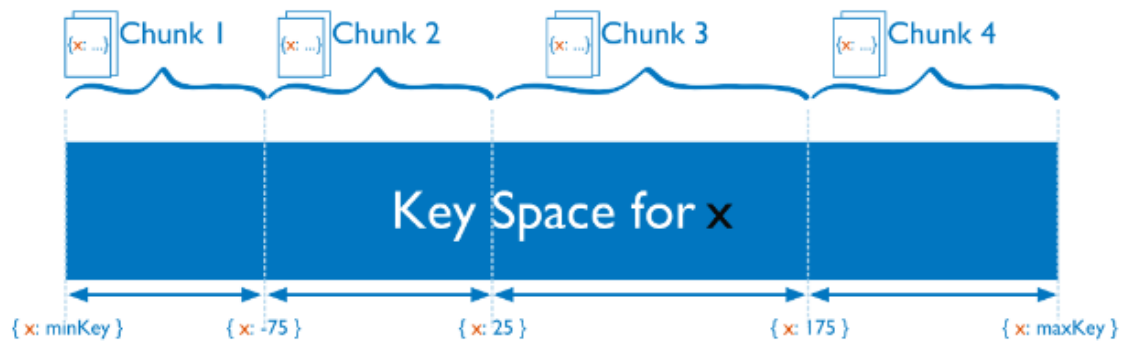 {x: ...} Chunk 1
{x: ...} Chunk 2
{x: ...} Chunk 3
{x: ...} Chunk 4
Key Space for x
{ x: minKey }
{ x: -75 }
{ x: 25 }
{ x: 175 }
{ x: maxKey }